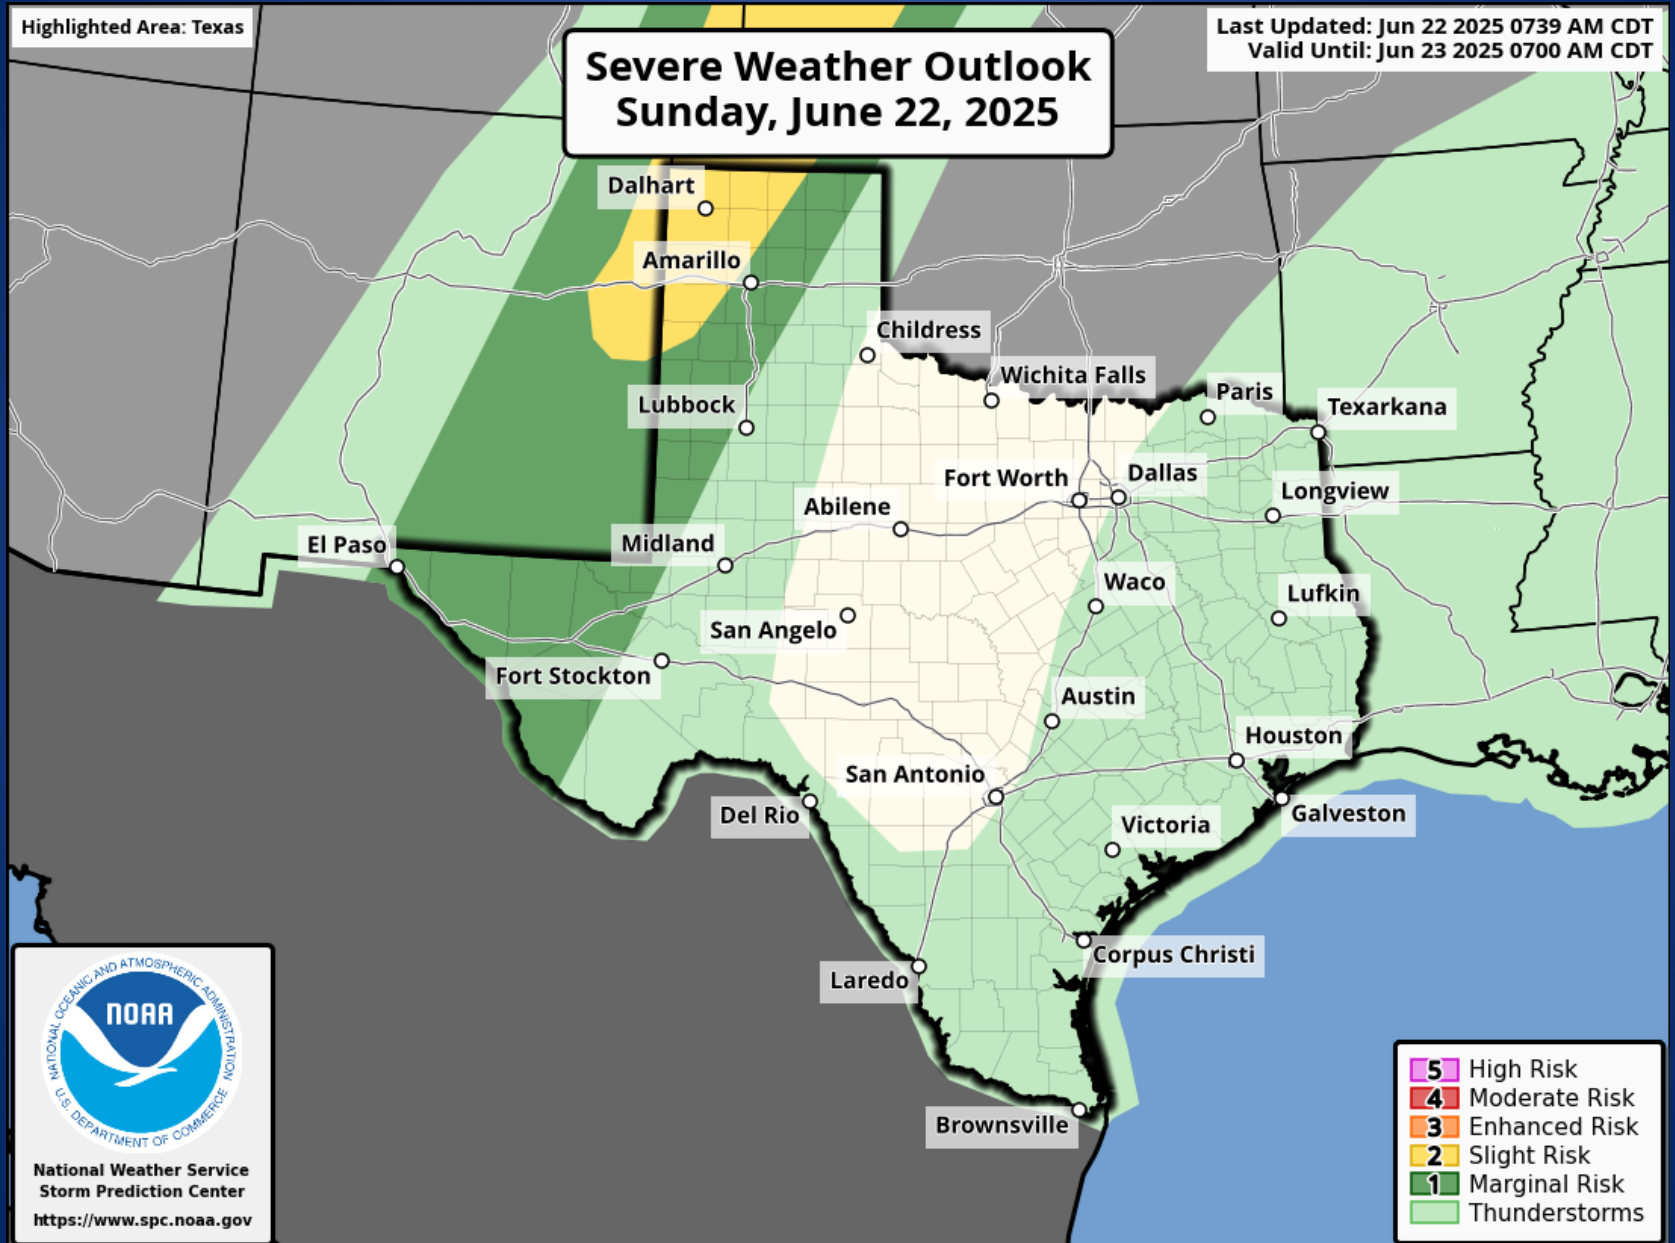 Highlighted Area: Texas
Last Updated: Jun 22 2025 0739 AM CDT
Valid Until: Jun 23 2025 0700 AM CDT
Severe Weather Outlook
Sunday, June 22, 2025
Dalhart
Amarillo
Childress
Wichita Falls
Paris
Texarkana
Lubbock
Fort Worth
Dallas
Longview
Abilene
El Paso
Midland
Waco
Lufkin
San Angelo
Fort Stockton
Austin
Houston
San Antonio
Del Rio
Galveston
Victoria
Corpus Christi
Laredo
Brownsville
NATIONAL OCEANIC AND ATMOSPHERIC ADMINISTRATION
NOAA
U.S. DEPARTMENT OF COMMERCE
National Weather Service
Storm Prediction Center
https://www.spc.noaa.gov
5 High Risk
4 Moderate Risk
3 Enhanced Risk
2 Slight Risk
1 Marginal Risk
Thunderstorms